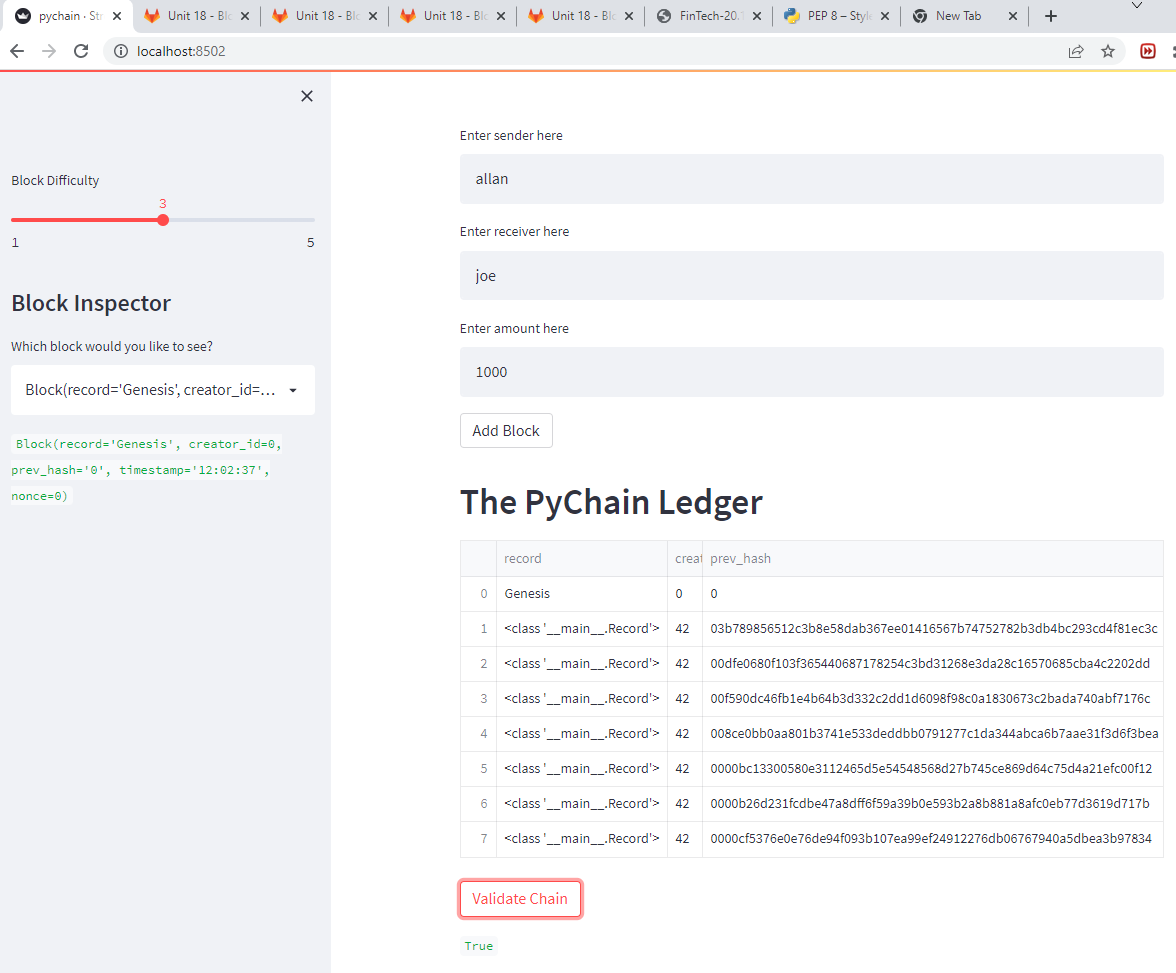 pychain · Str
Unit 18 - Blo
Unit 18 - Blo
Unit 18 - Blo
Unit 18 - Blo
FinTech-20.1
PEP 8 – Style
New Tab
localhost:8502
Block Difficulty
3
1 5
Block Inspector
Which block would you like to see?
Block(record='Genesis', creator_id=...
Block(record='Genesis', creator_id=0,
prev_hash='0', timestamp='12:02:37',
nonce=0)
Enter sender here
allan
Enter receiver here
joe
Enter amount here
1000
Add Block
The PyChain Ledger
record creat prev_hash
0 Genesis 0 0
1 <class '__main__.Record'> 42 03b789856512c3b8e58dab367ee01416567b74752782b3db4bc293cd4f81ec3c
2 <class '__main__.Record'> 42 00dfe0680f103f365440687178254c3bd31268e3da28c16570685cba4c2202dd
3 <class '__main__.Record'> 42 00f590dc46fb1e4b64b3d332c2dd1d6098f98c0a1830673c2bada740abf7176c
4 <class '__main__.Record'> 42 008ce0bb0aa801b3741e533deddbb0791277c1da344abca6b7aae31f3d6f3bea
5 <class '__main__.Record'> 42 0000bc13300580e3112465d5e54548568d27b745ce869d64c75d4a21efc00f12
6 <class '__main__.Record'> 42 0000b26d231fcdbe47a8dff6f59a39b0e593b2a8b881a8afc0eb77d3619d717b
7 <class '__main__.Record'> 42 0000cf5376e0e76de94f093b107ea99ef24912276db06767940a5dbea3b97834
Validate Chain
True